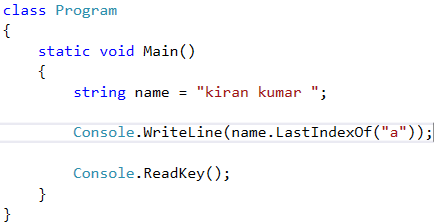 class Program
{
    static void Main()
    {
        string name = "kiran kumar ";
        Console.WriteLine(name.LastIndexOf("a"));
        Console.ReadKey();
    }
}